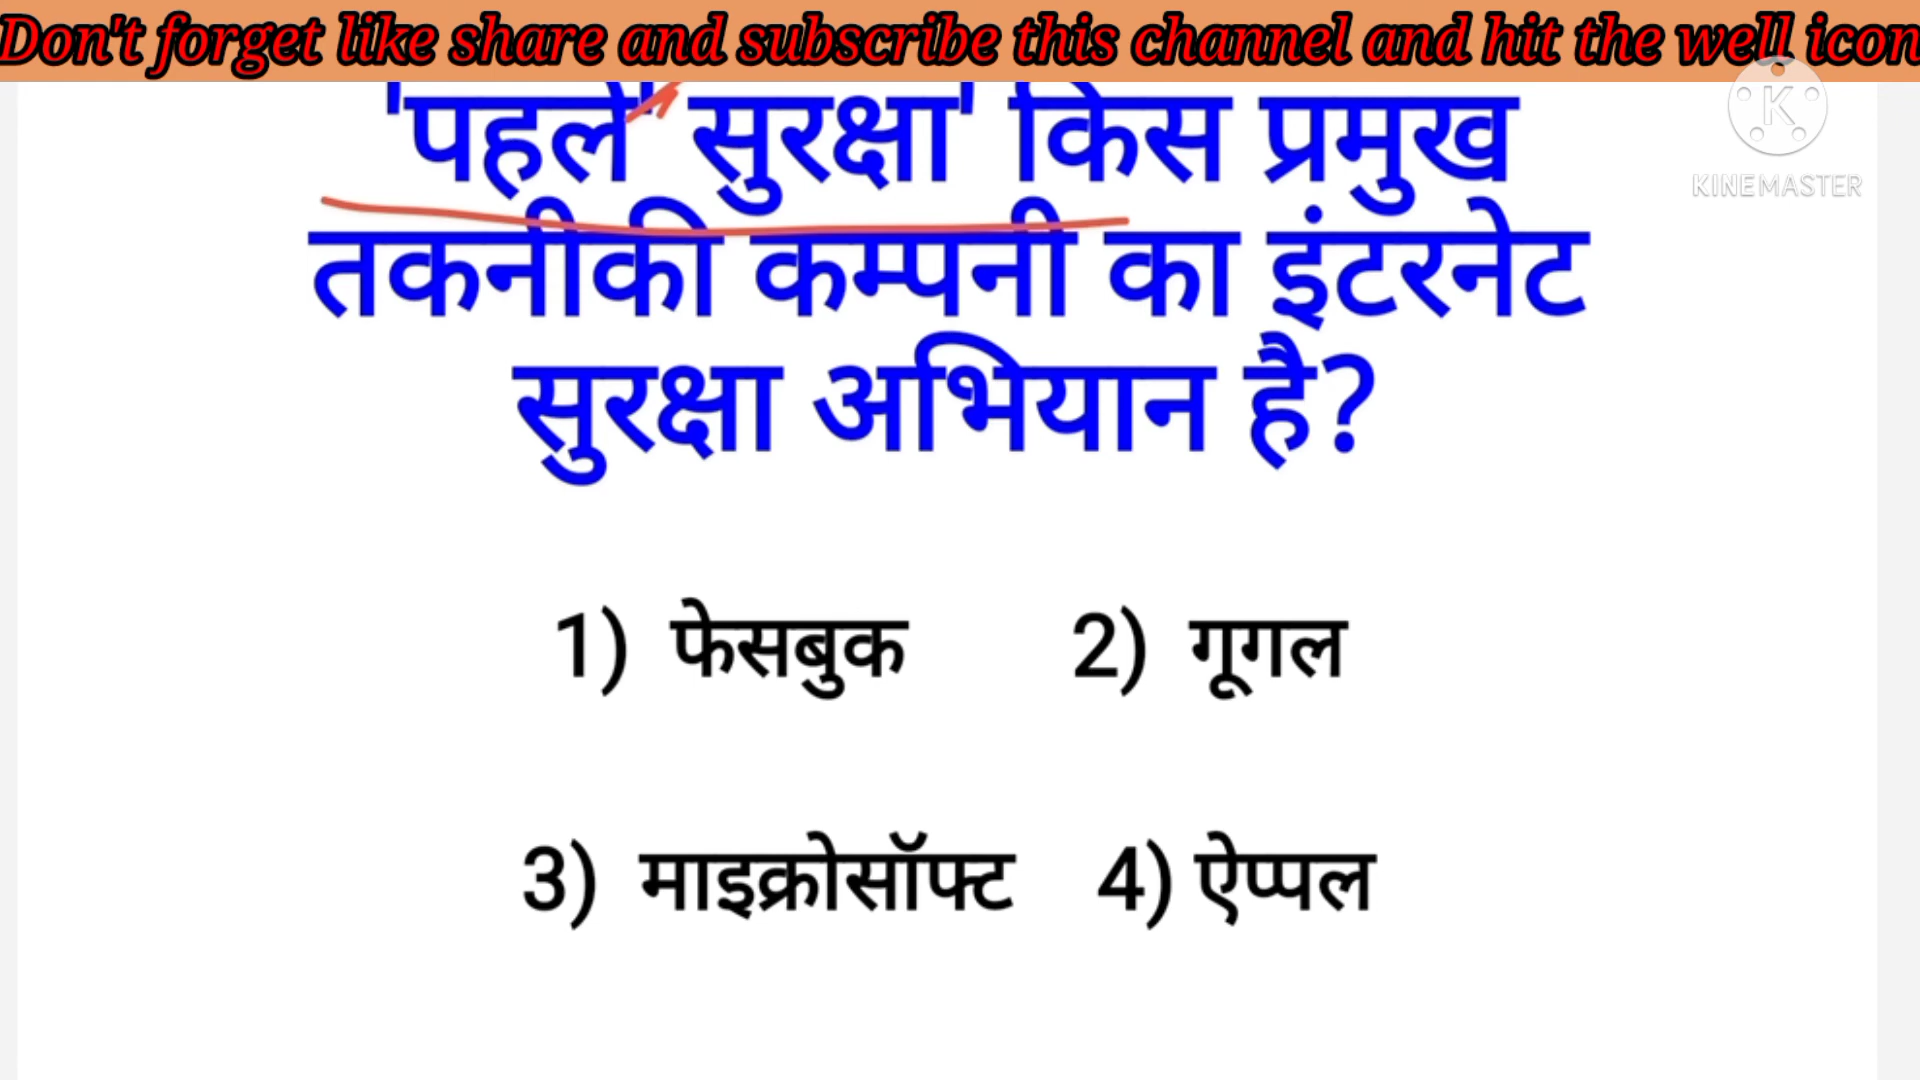 Don't forget like share and subscribe this channel and hit the well icon
'पहले' सुरक्षा' किस प्रमुख
तकनीकी कम्पनी का इंटरनेट
सुरक्षा अभियान है?
1) फेसबुक 2) गूगल
3) माइक्रोसॉफ्ट 4) ऐप्पल
K
KINEMASTER